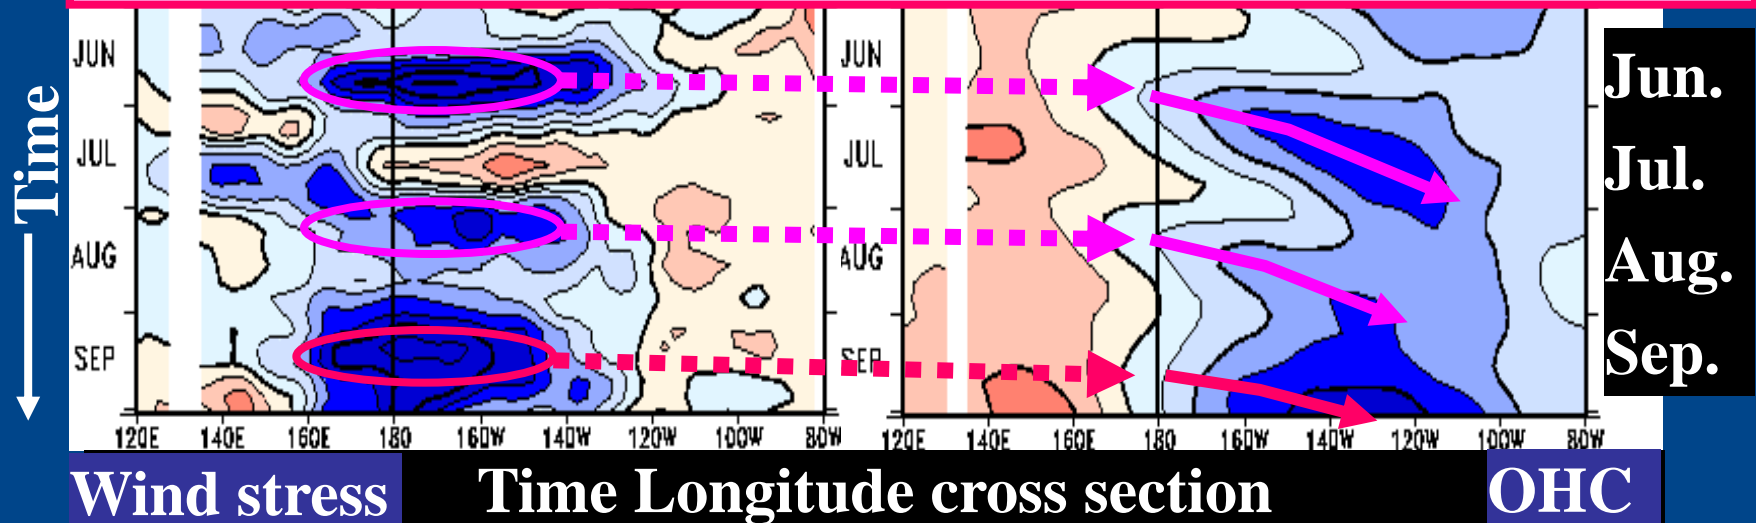 Time
JUN
JUL
AUG
SEP
120E 140E 160E 180 160W 140W 120W 100W 80W
JUN
JUL
AUG
SEP
120E 140E 160E 180 160W 140W 120W 100W 80W
Jun.
Jul.
Aug.
Sep.
Wind stress
Time Longitude cross section
OHC